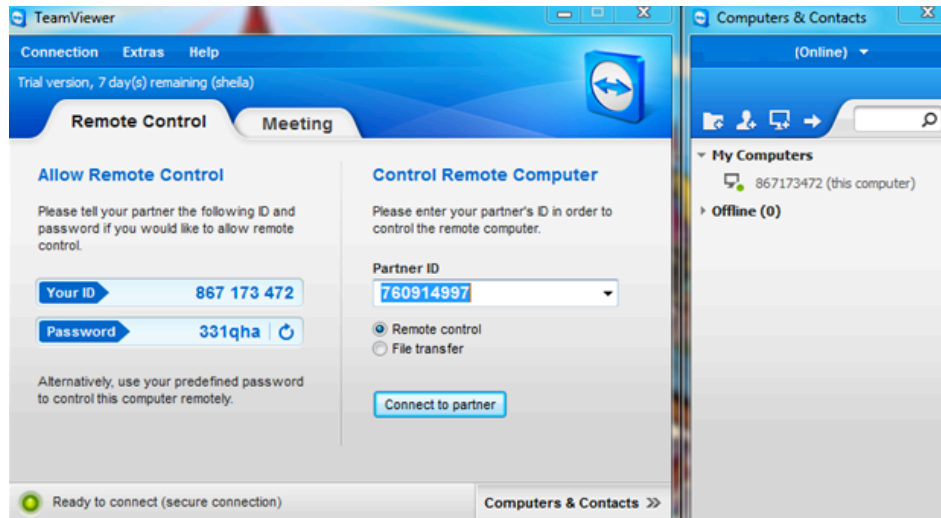 TeamViewer
Connection Extras Help
Trial version, 7 day(s) remaining (sheila)
Remote Control
Meeting
Allow Remote Control
Please tell your partner the following ID and
password if you would like to allow remote
control.
Your ID 867 173 472
Password 331qha
Alternatively, use your predefined password
to control this computer remotely.
Control Remote Computer
Please enter your partner's ID in order to
control the remote computer.
Partner ID
760914997
Remote control
File transfer
Connect to partner
Ready to connect (secure connection)
Computers & Contacts >>
Computers & Contacts
(Online)
My Computers
867173472 (this computer)
Offline (0)